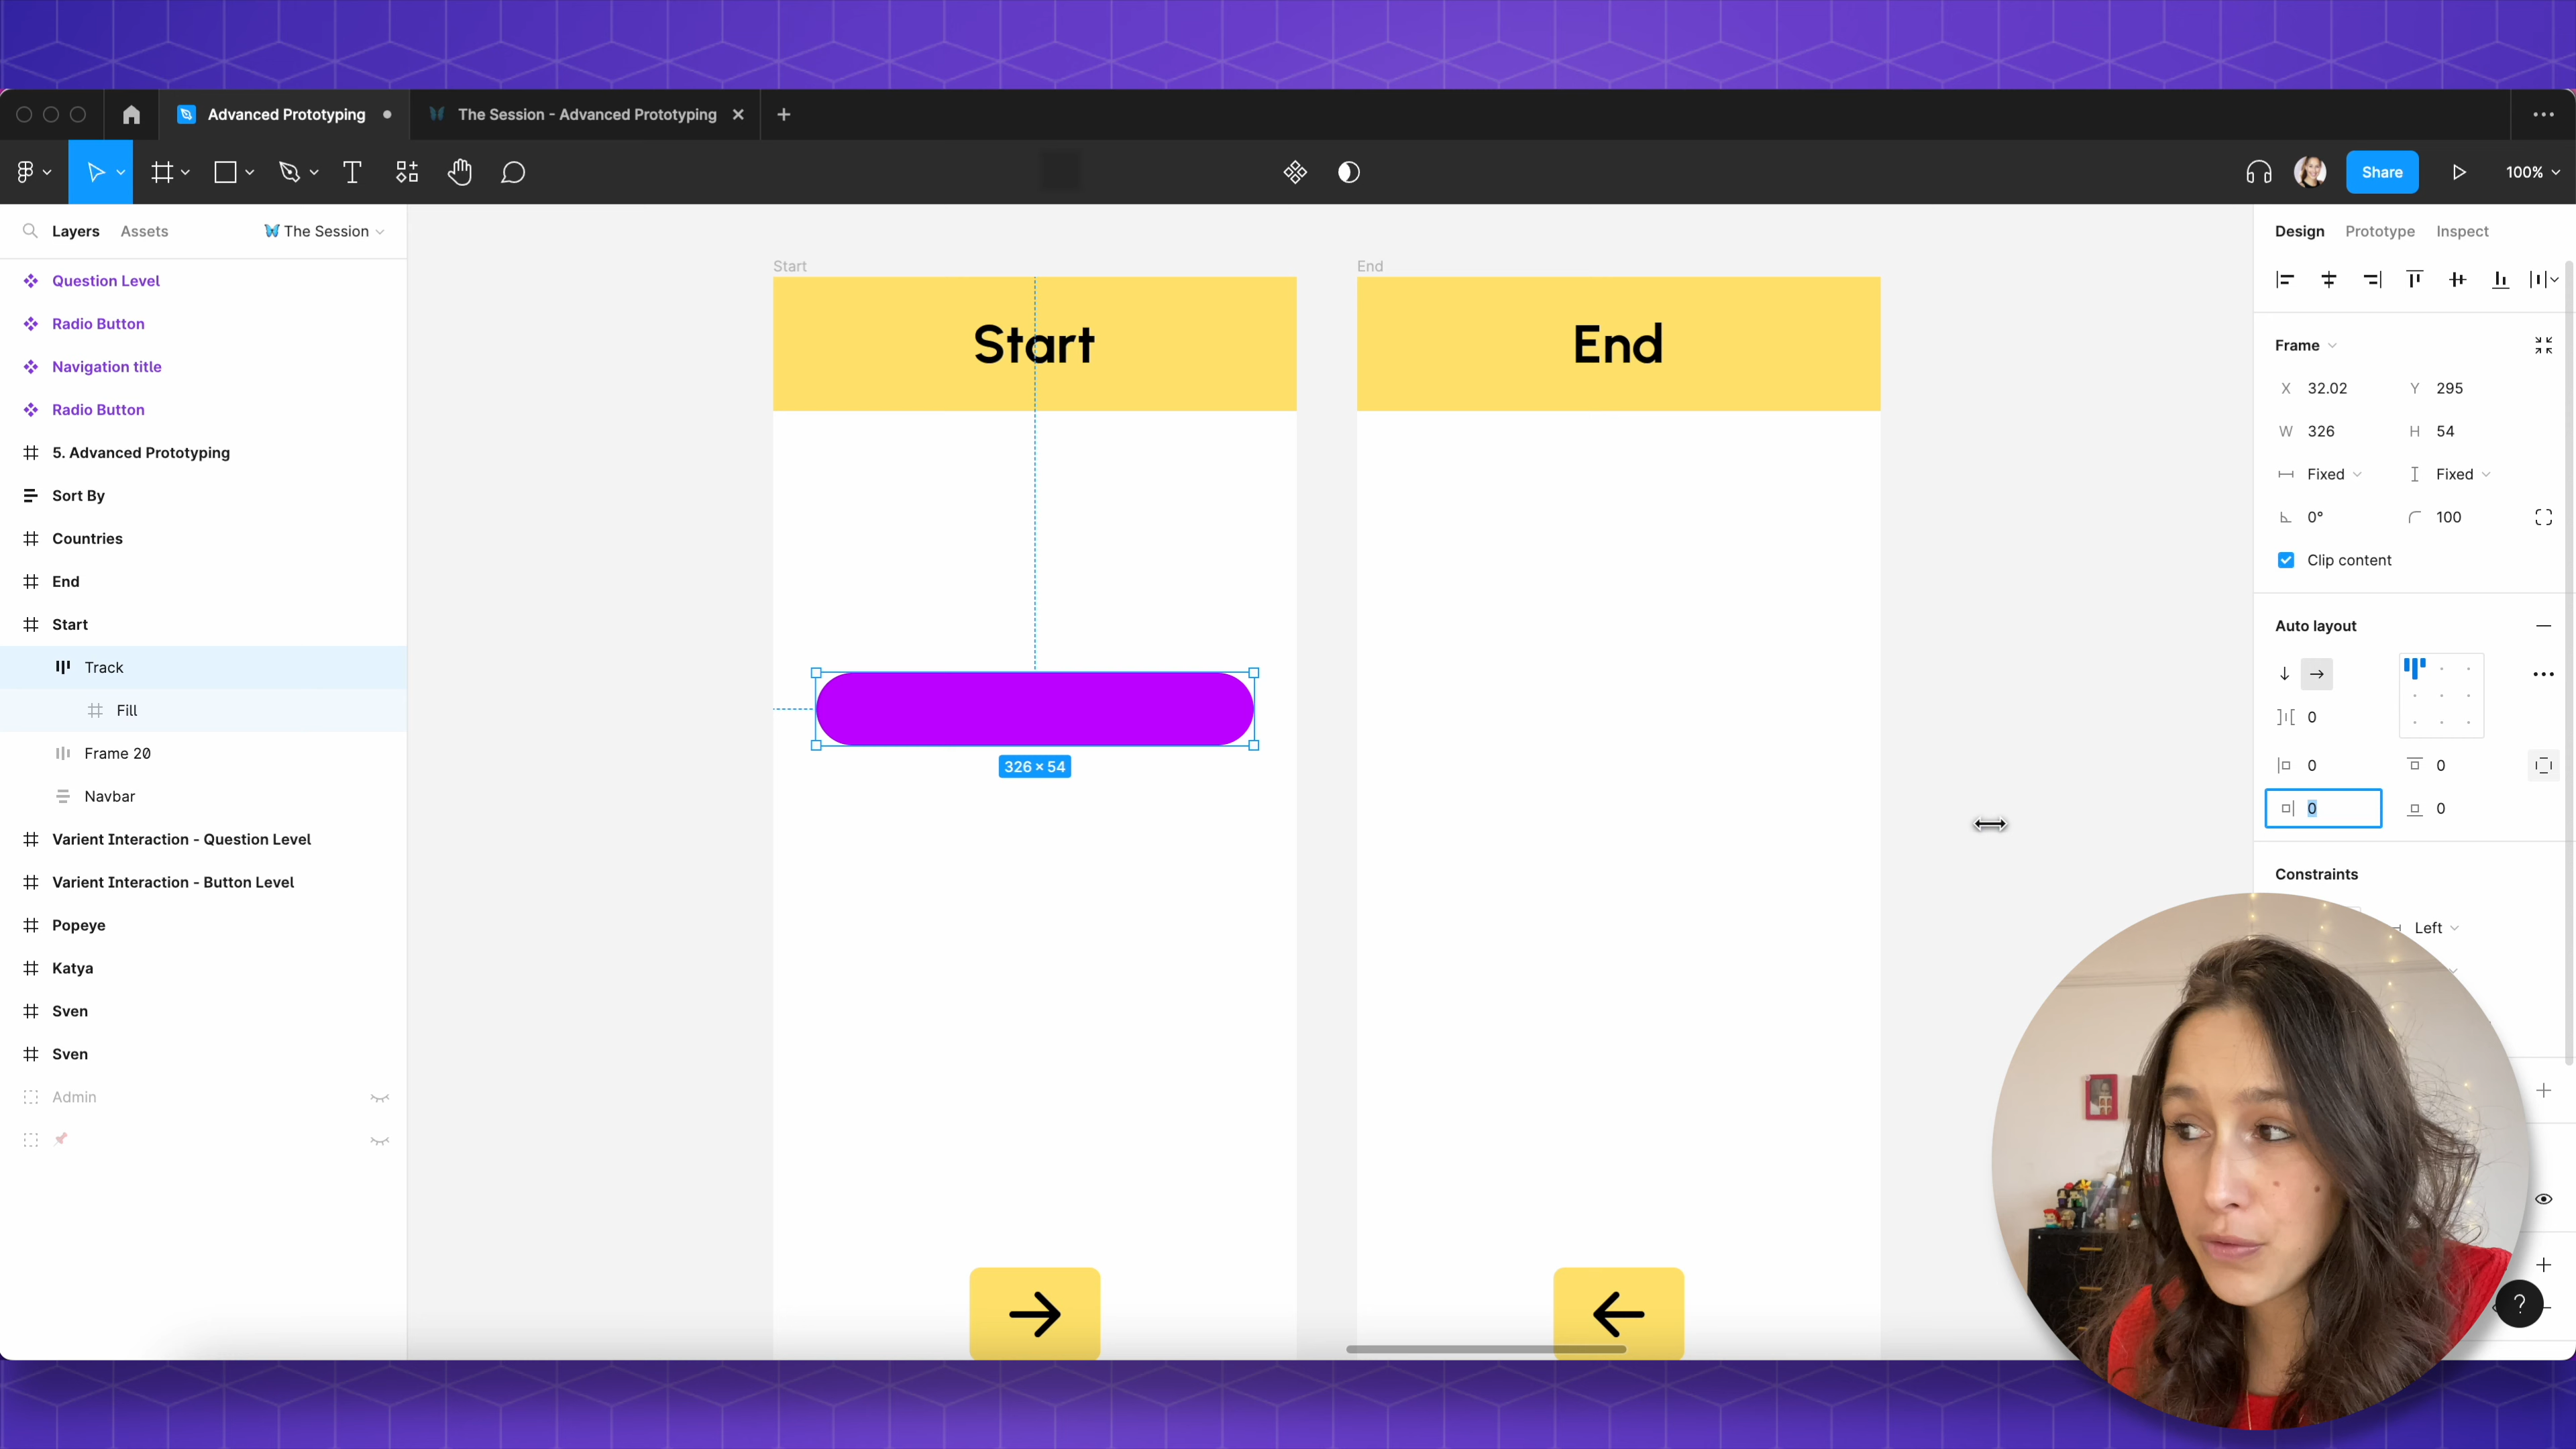 Advanced Prototyping
The Session - Advanced Prototyping
Share
100%
Layers
Assets
The Session
Question Level
Radio Button
Navigation title
Radio Button
5. Advanced Prototyping
Sort By
Countries
End
Start
Track
Fill
Frame 20
Navbar
Varient Interaction - Question Level
Varient Interaction - Button Level
Popeye
Katya
Sven
Sven
Admin
Start
Start
326 × 54
End
End
Design
Prototype
Inspect
Frame
X 32.02
Y 295
W 326
H 54
Fixed
Fixed
0°
100
Clip content
Auto layout
0
0
0
0
0
Constraints
Left
?